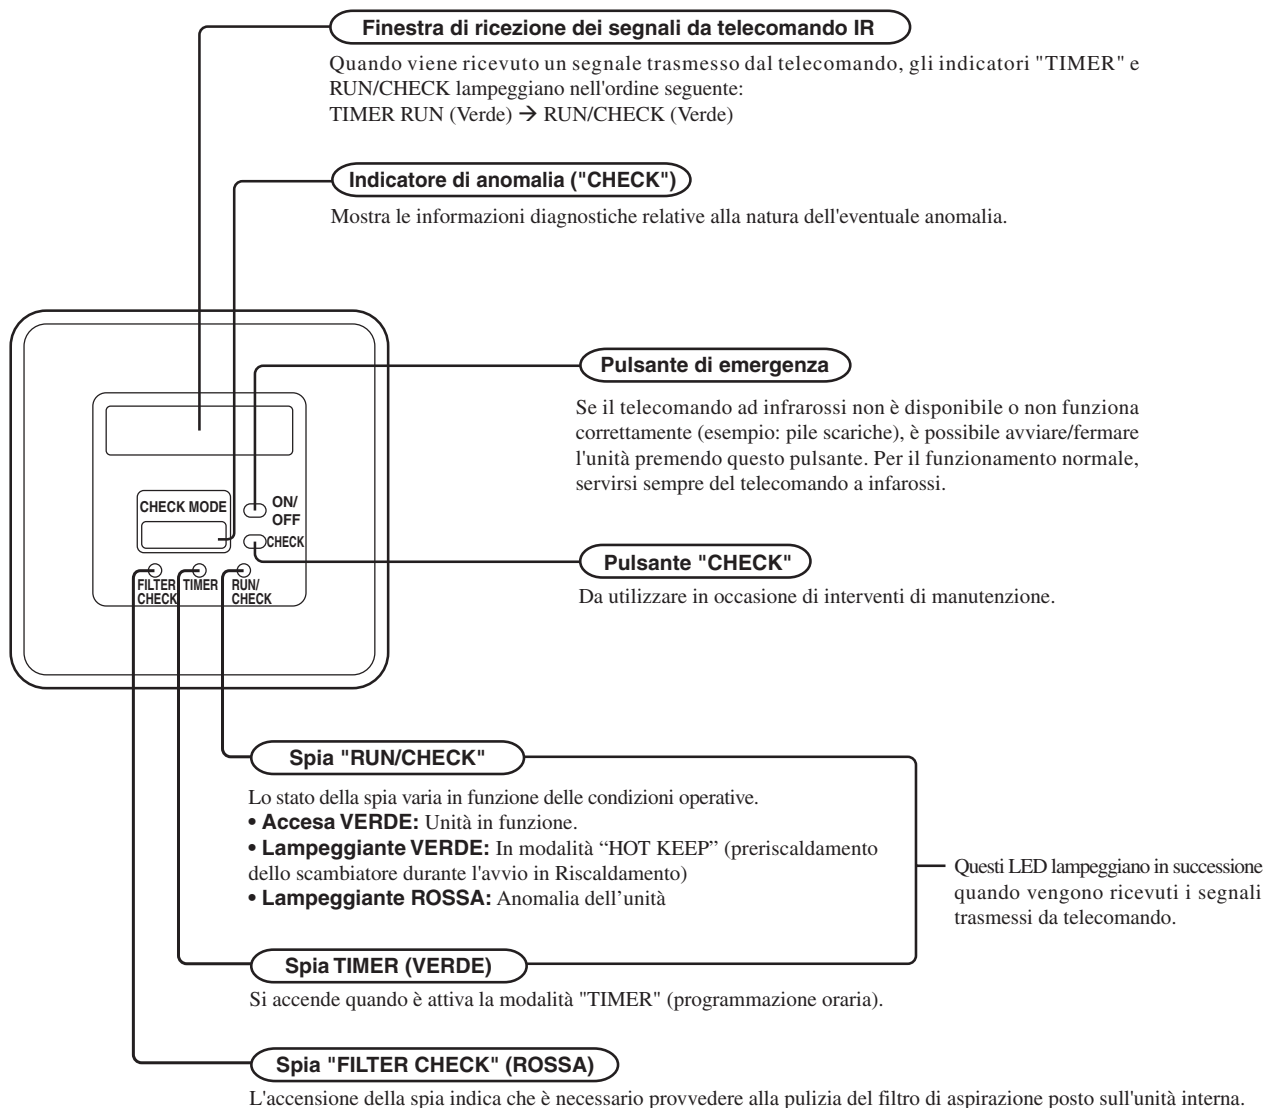 Finestra di ricezione dei segnali da telecomando IR
Quando viene ricevuto un segnale trasmesso dal telecomando, gli indicatori "TIMER" e
RUN/CHECK lampeggiano nell'ordine seguente:
TIMER RUN (Verde) → RUN/CHECK (Verde)
Indicatore di anomalia ("CHECK")
Mostra le informazioni diagnostiche relative alla natura dell'eventuale anomalia.
Pulsante di emergenza
Se il telecomando ad infrarossi non è disponibile o non funziona
correttamente (esempio: pile scariche), è possibile avviare/fermare
l'unità premendo questo pulsante. Per il funzionamento normale,
servirsi sempre del telecomando a infarossi.
CHECK MODE
ON/
OFF
CHECK
FILTER
CHECK
TIMER
RUN/
CHECK
Pulsante "CHECK"
Da utilizzare in occasione di interventi di manutenzione.
Spia "RUN/CHECK"
Lo stato della spia varia in funzione delle condizioni operative.
• Accesa VERDE: Unità in funzione.
• Lampeggiante VERDE: In modalità “HOT KEEP” (preriscaldamento
dello scambiatore durante l'avvio in Riscaldamento)
• Lampeggiante ROSSA: Anomalia dell’unità
Questi LED lampeggiano in successione
quando vengono ricevuti i segnali
trasmessi da telecomando.
Spia TIMER (VERDE)
Si accende quando è attiva la modalità "TIMER" (programmazione oraria).
Spia "FILTER CHECK" (ROSSA)
L'accensione della spia indica che è necessario provvedere alla pulizia del filtro di aspirazione posto sull'unità interna.